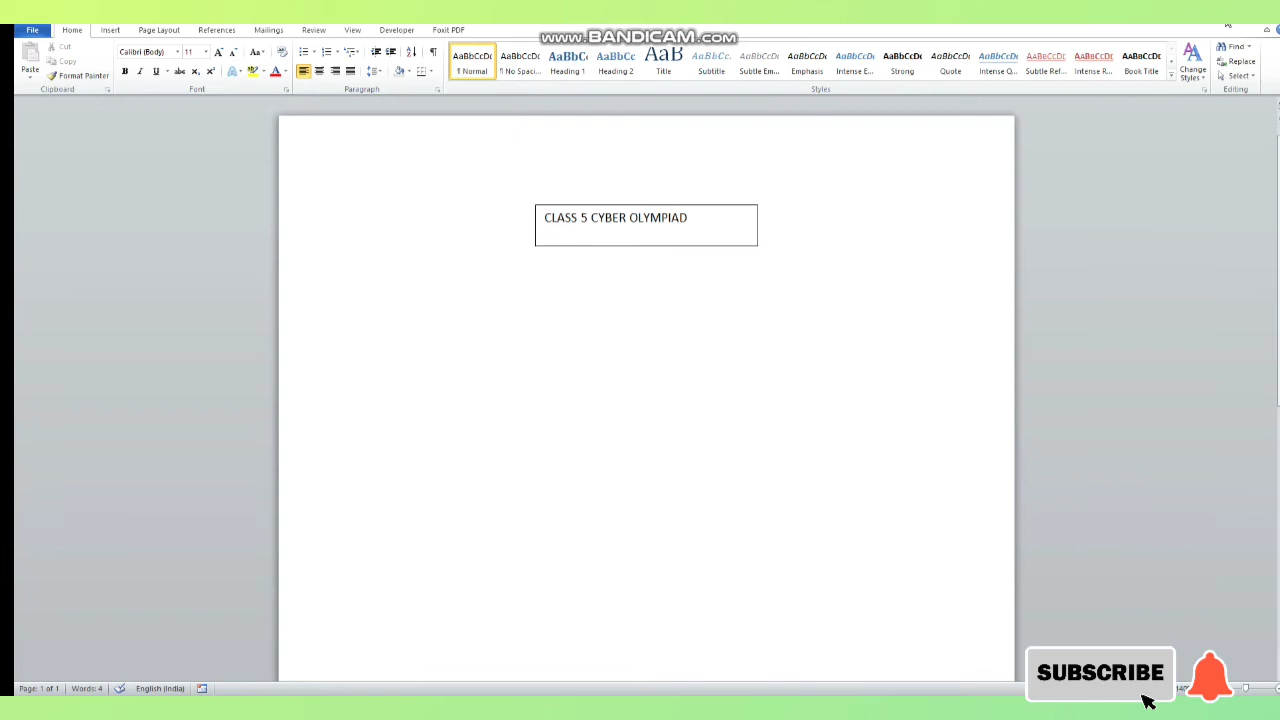 www.BANDICAM.com
File Home Insert Page Layout References Mailings Review View Developer Foxit PDF
Cut
Copy
Format Painter
Paste
Clipboard
Calibri (Body) 11
Font
Paragraph
AaBbCcDc AaBbCcDc AaBbC AaBbCc AaB AaBbCcI AaBbCcDt AaBbCcDt AaBbCcDt AaBbCcDc AaBbCcDt AaBbCcDt AaBbCcDt AaBbCcDt AaBbCcDt
¶ Normal ¶ No Spaci... Heading 1 Heading 2 Title Subtitle Subtle Em... Emphasis Intense E... Strong Quote Intense Q... Subtle Ref... Intense R... Book Title
Change Styles
Styles
Find
Replace
Select
Editing
CLASS 5 CYBER OLYMPIAD
SUBSCRIBE
Page: 1 of 1 Words: 4 English (India)